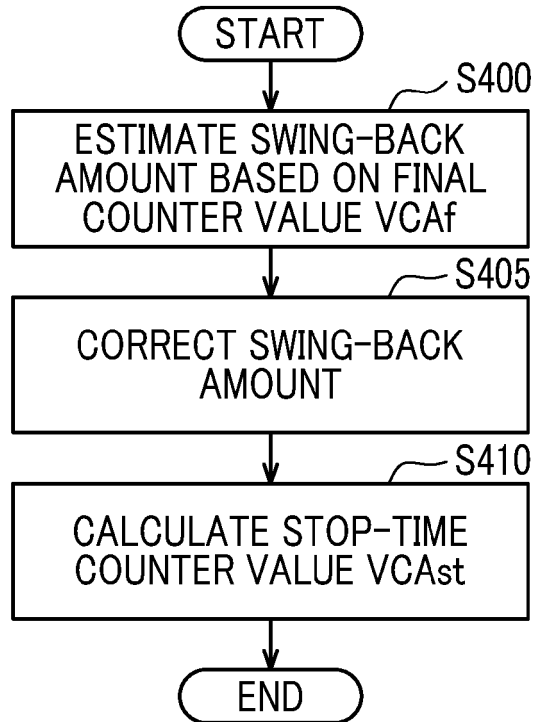 START
S400
ESTIMATE SWING-BACK
AMOUNT BASED ON FINAL
COUNTER VALUE VCAf
S405
CORRECT SWING-BACK
AMOUNT
S410
CALCULATE STOP-TIME
COUNTER VALUE VCAst
END